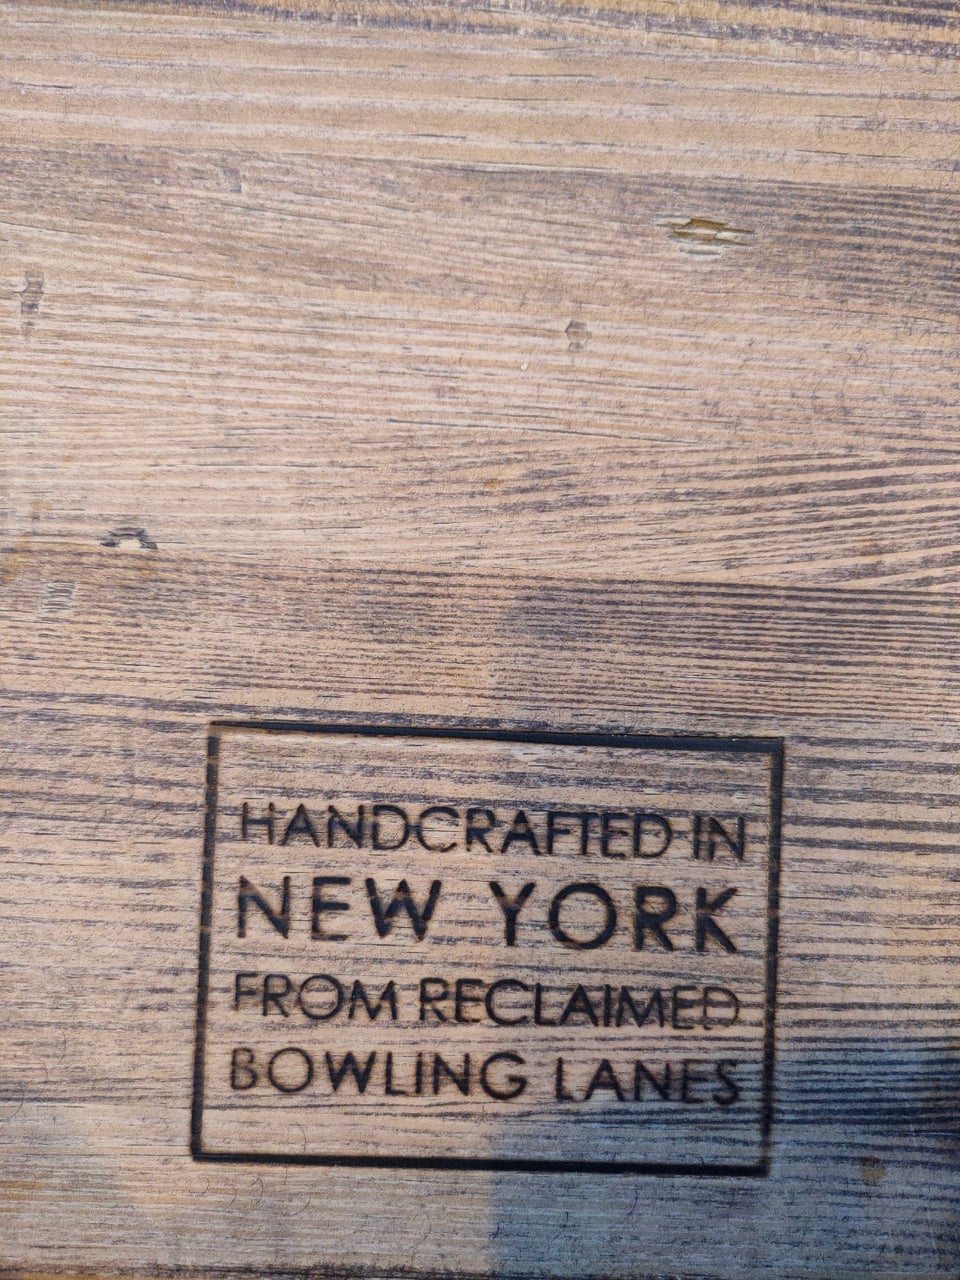 HANDCRAFTED IN
NEW YORK
FROM RECLAIMED
BOWLING LANES